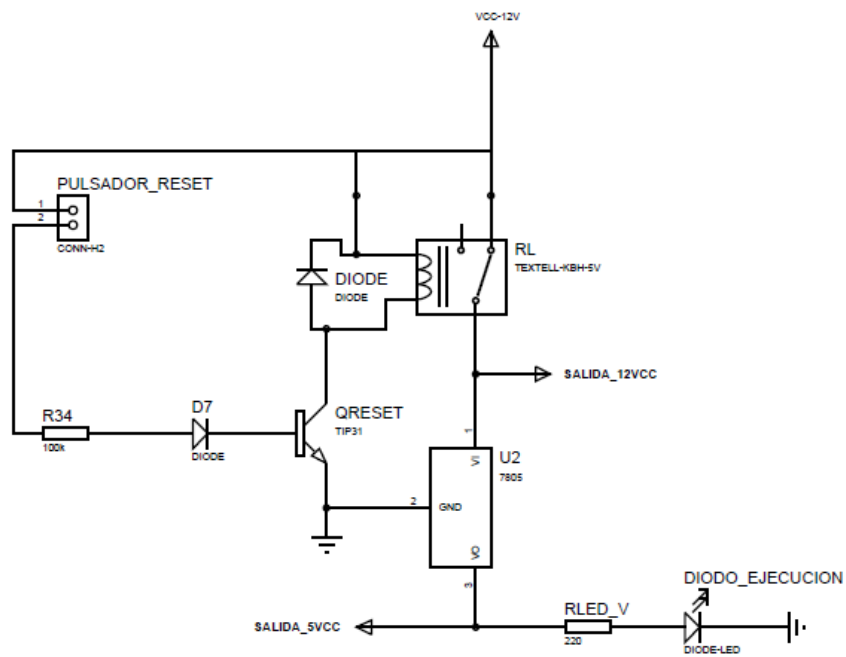 VCC-12V
PULSADOR_RESET
1
2
CONN-H2
RL
TEXTELL-KBH-5V
DIODE
DIODE
SALIDA_12VCC
R34
100k
D7
DIODE
QRESET
TIP31
1
VI
U2
7805
2
GND
VO
3
DIODO_EJECUCION
SALIDA_5VCC
RLED_V
220
DIODE-LED